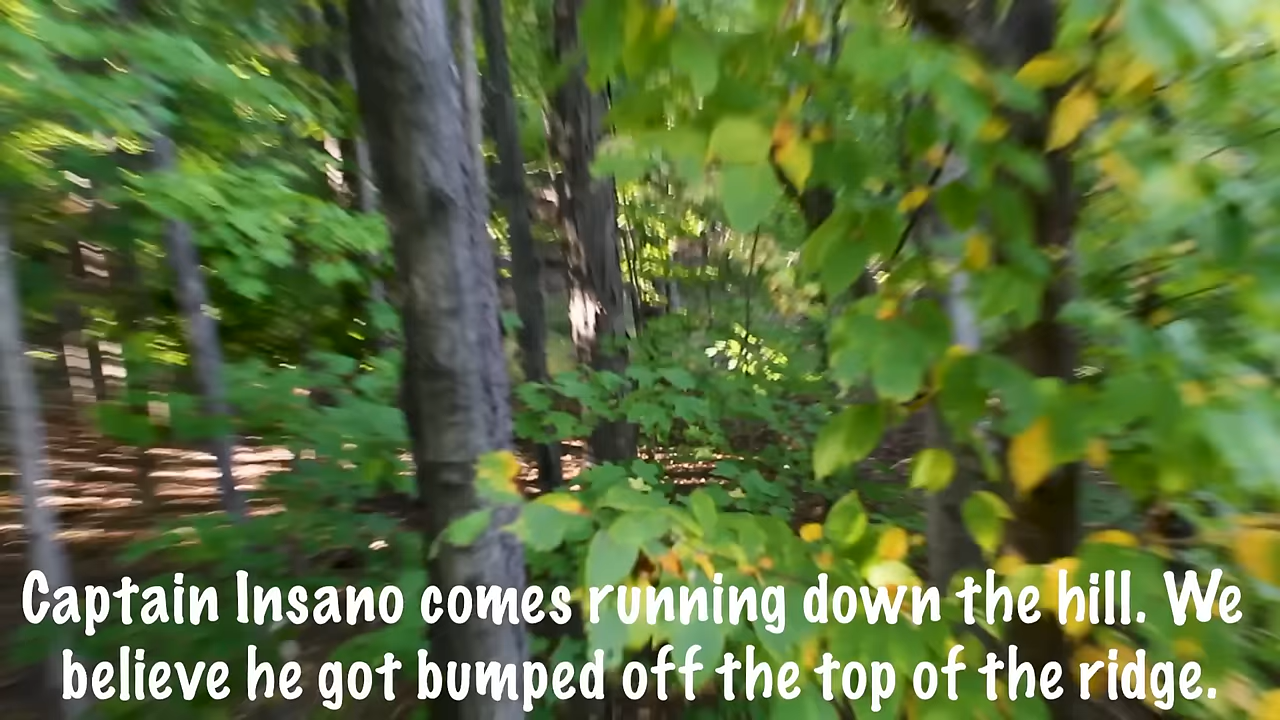 Captain Insano comes running down the hill. We
believe he got bumped off the top of the ridge.